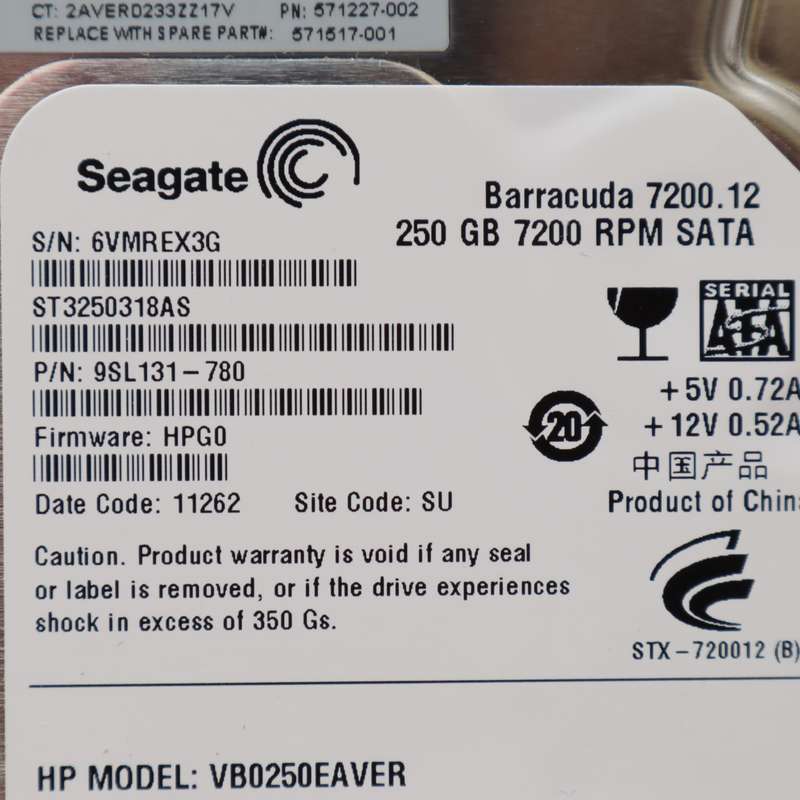 CT: 2AVERD233ZZ17V PN: 571227-002
REPLACE WITH SPARE PART#: 571517-001
Seagate
Barracuda 7200.12
250 GB 7200 RPM SATA
S/N: 6VMREX3G
ST3250318AS
SERIAL
SATA
P/N: 9SL131-780
+5V 0.72A
+12V 0.52A
20
Firmware: HPG0
中国产品
Date Code: 11262 Site Code: SU
Product of China
Caution. Product warranty is void if any seal
or label is removed, or if the drive experiences
shock in excess of 350 Gs.
STX-720012 (B)
HP MODEL: VB0250EAVER